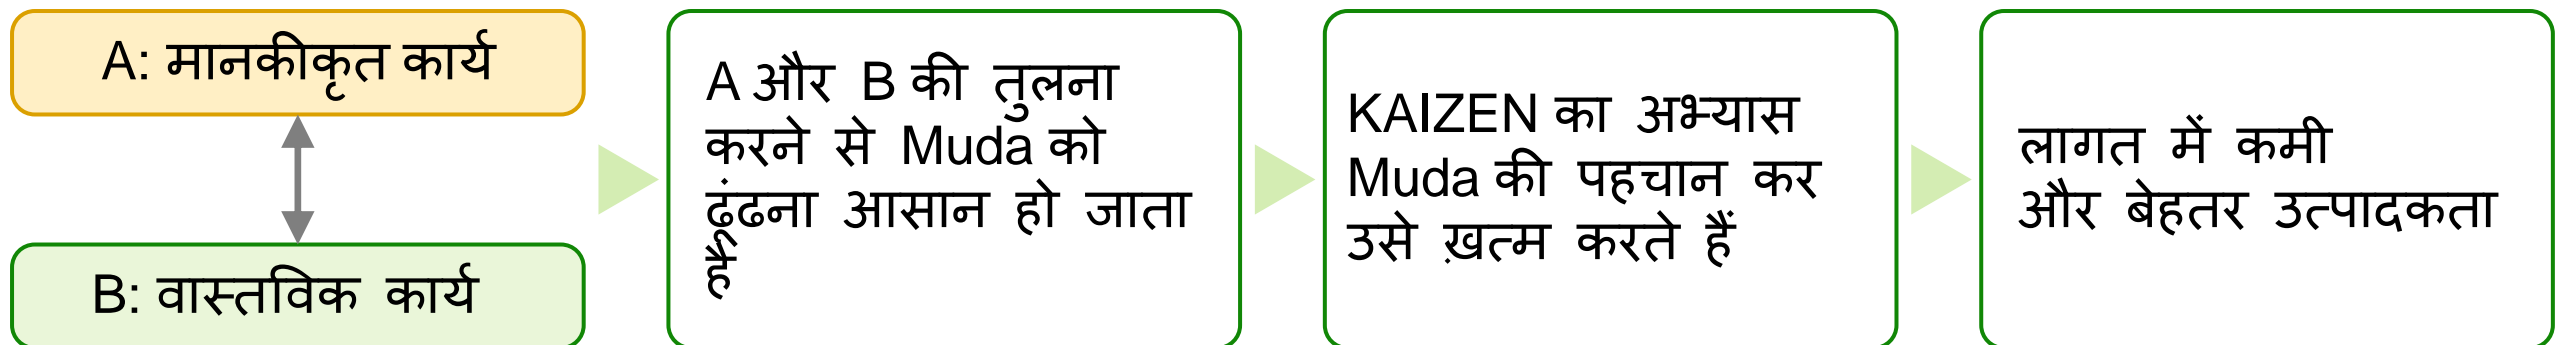 A: मानकीकृत कार्य
B: वास्तविक कार्य
A और B की तुलना
करने से Muda को
ढूंढना आसान हो जाता
है
KAIZEN का अभ्यास
Muda की पहचान कर
उसे ख़त्म करते हैं
लागत में कमी
और बेहतर उत्पादकता